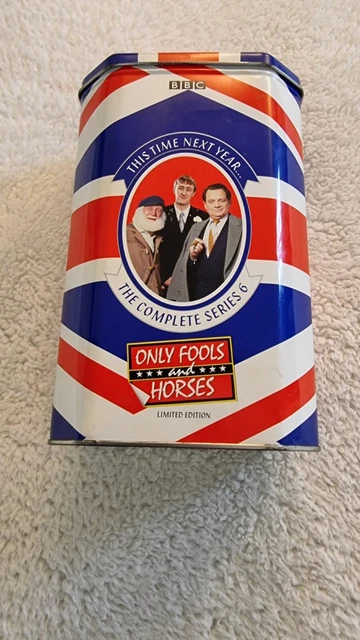 BBC
THIS TIME NEXT YEAR...
THE COMPLETE SERIES 6
ONLY FOOLS
and
HORSES
LIMITED EDITION